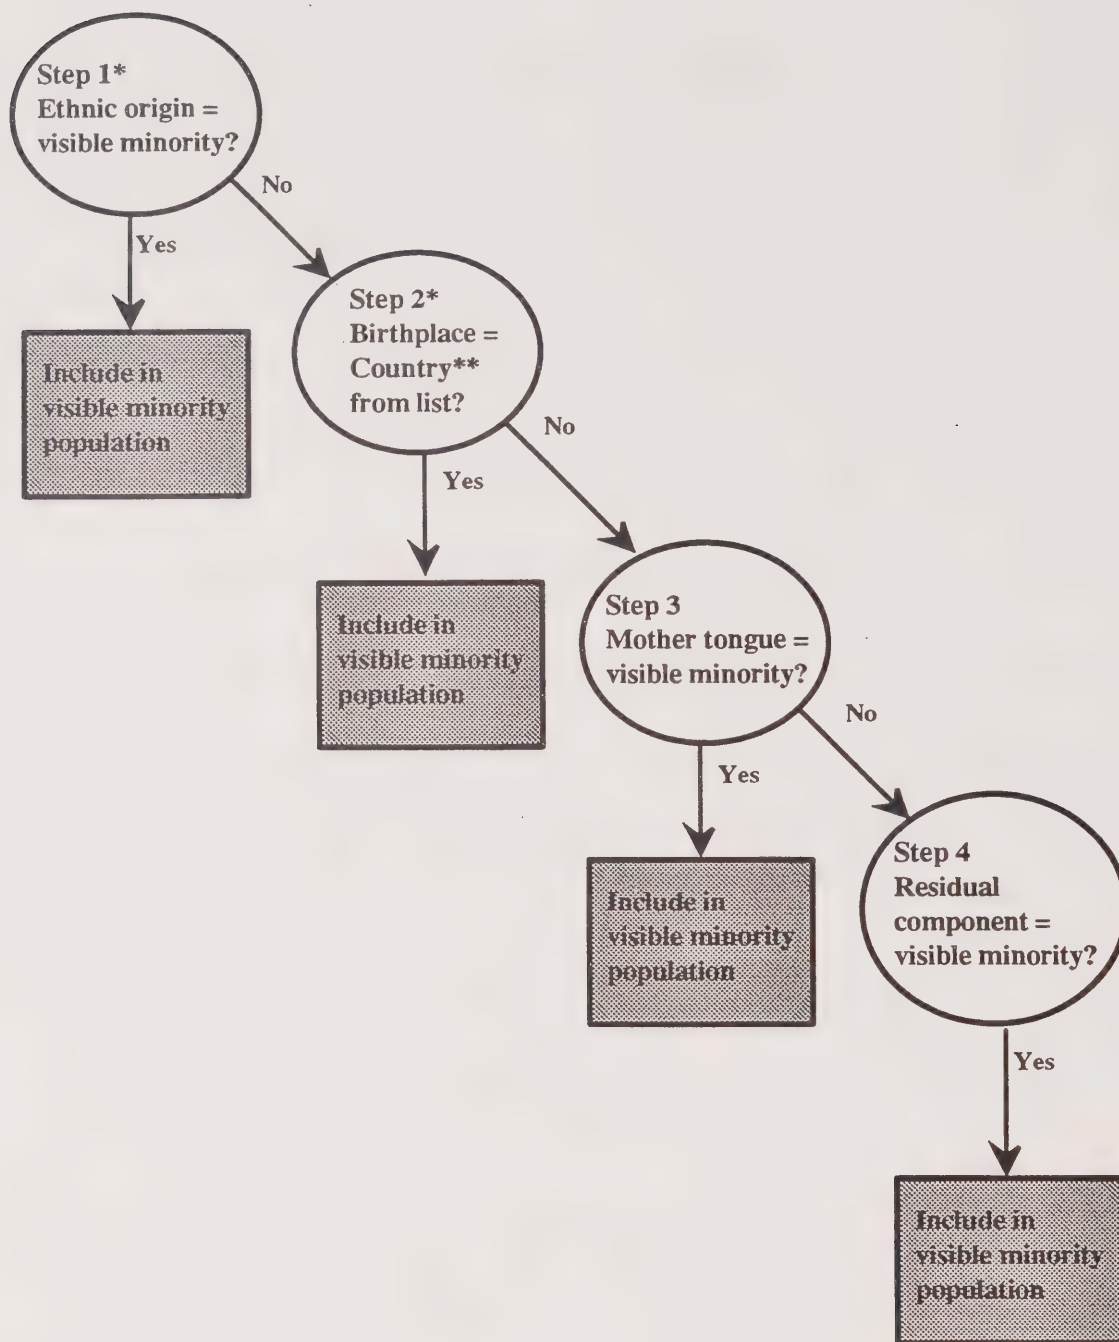 Step 1*
Ethnic origin =
visible minority?
No
Yes
Include in
visible minority
population
Step 2*
Birthplace =
Country**
from list?
No
Yes
Include in
visible minority
population
Step 3
Mother tongue =
visible minority?
No
Yes
Include in
visible minority
population
Step 4
Residual
component =
visible minority?
Yes
Include in
visible minority
population